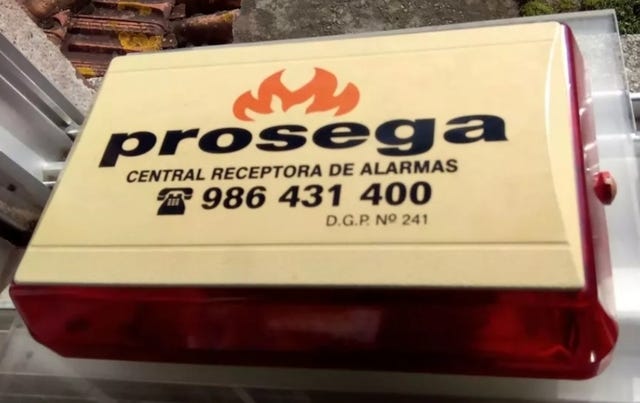 prosega
CENTRAL RECEPTORA DE ALARMAS
☎ 986 431 400
D.G.P. Nº 241